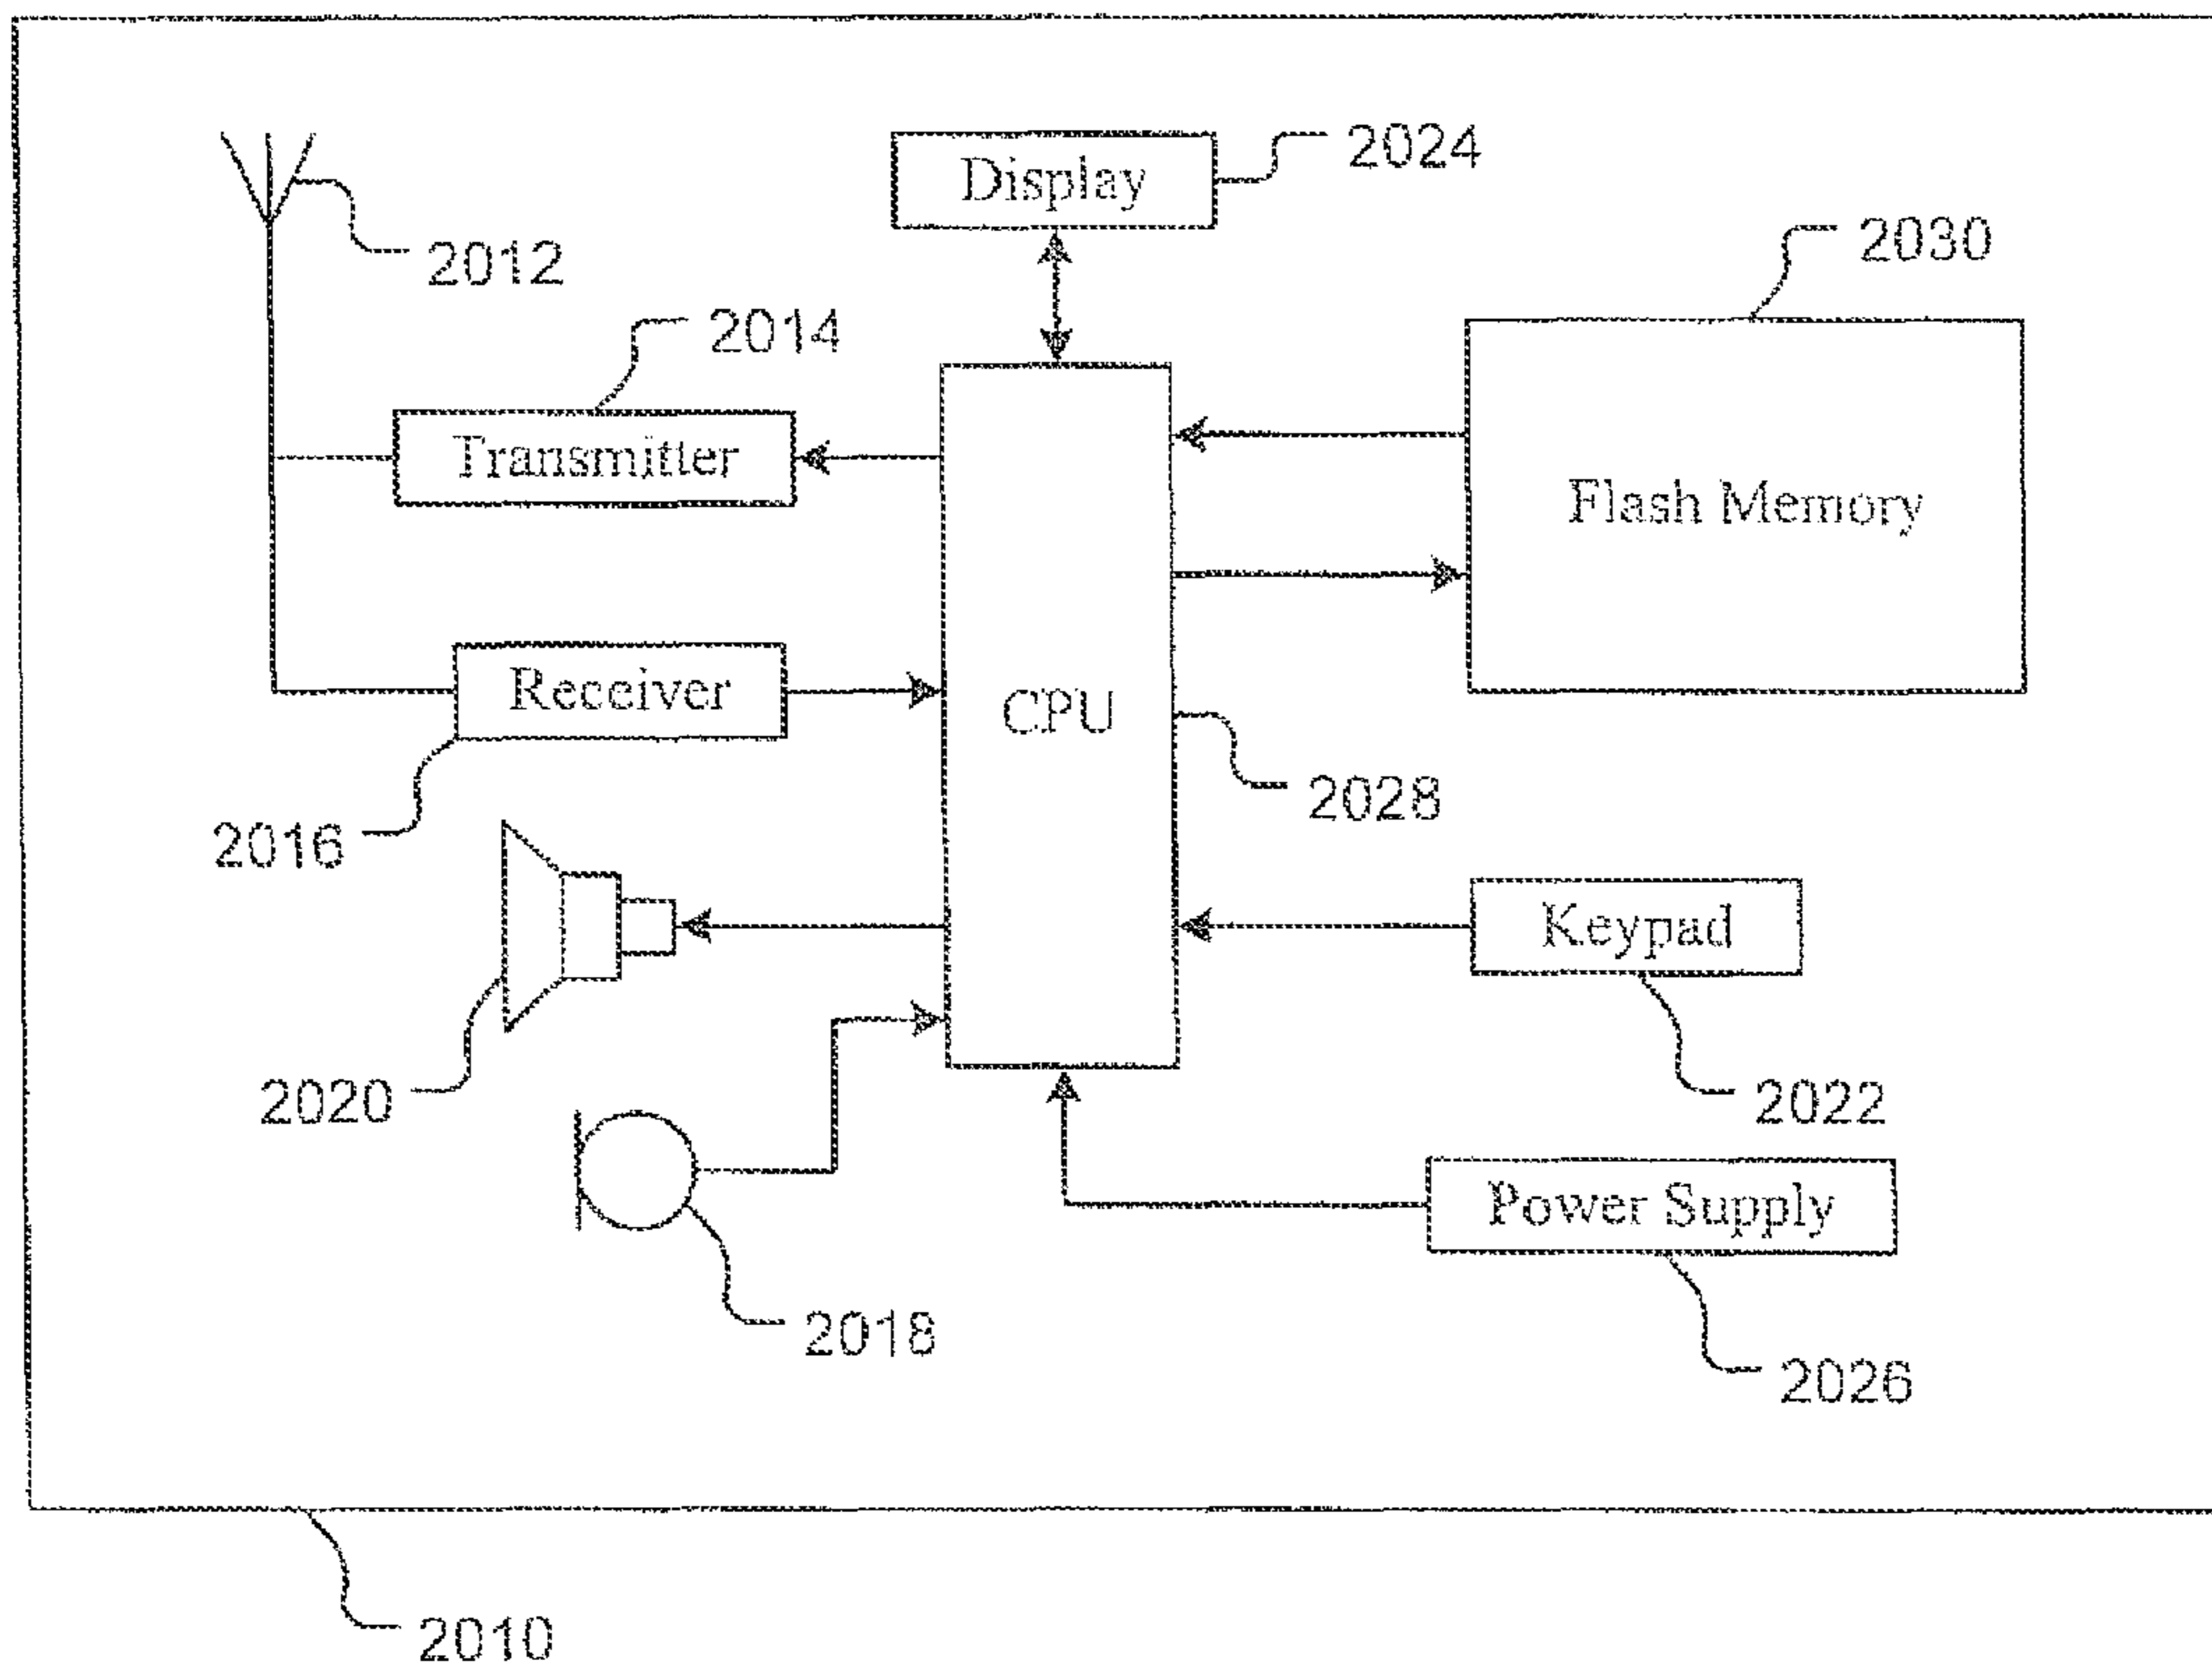 Display
2024
2012
2030
2014
Transmitter
Flash Memory
Receiver
CPU
2028
2016
Keypad
2020
2022
Power Supply
2018
2026
2010